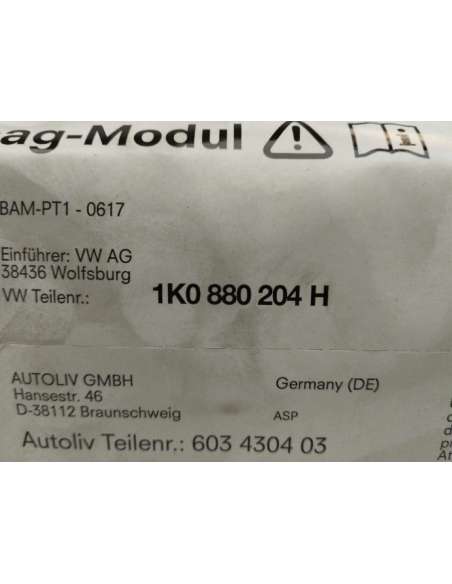 ag-Modul
BAM-PT1 - 0617
Einführer: VW AG
38436 Wolfsburg
VW Teilenr.: 1K0 880 204 H
AUTOLIV GMBH Germany (DE)
Hansestr. 46
D-38112 Braunschweig ASP
Autoliv Teilenr.: 603 4304 03